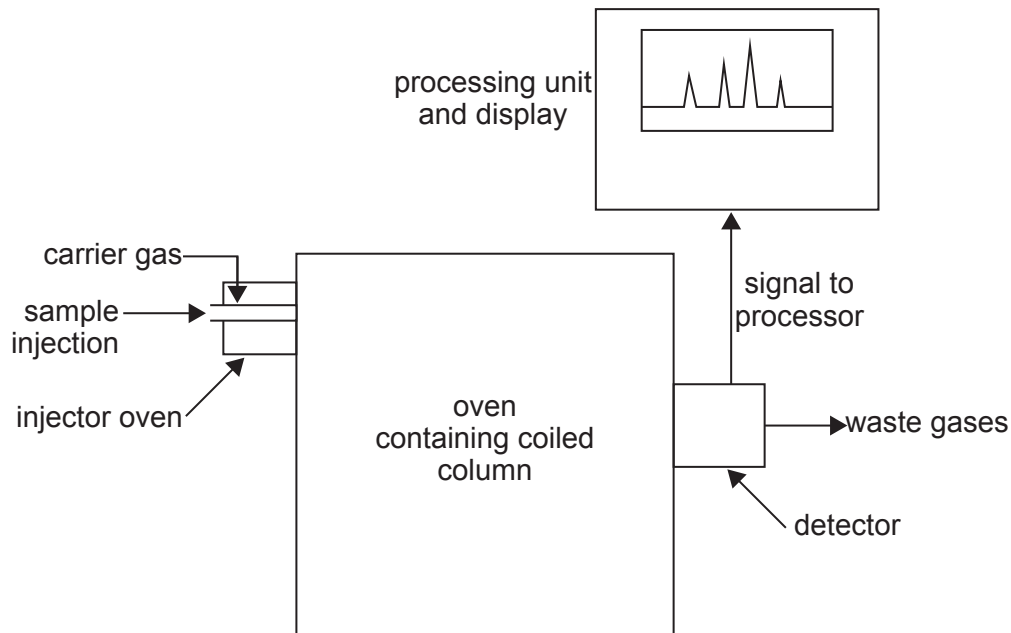 processing unit
and display
carrier gas
sample
injection
injector oven
signal to
processor
oven
containing coiled
column
waste gases
detector